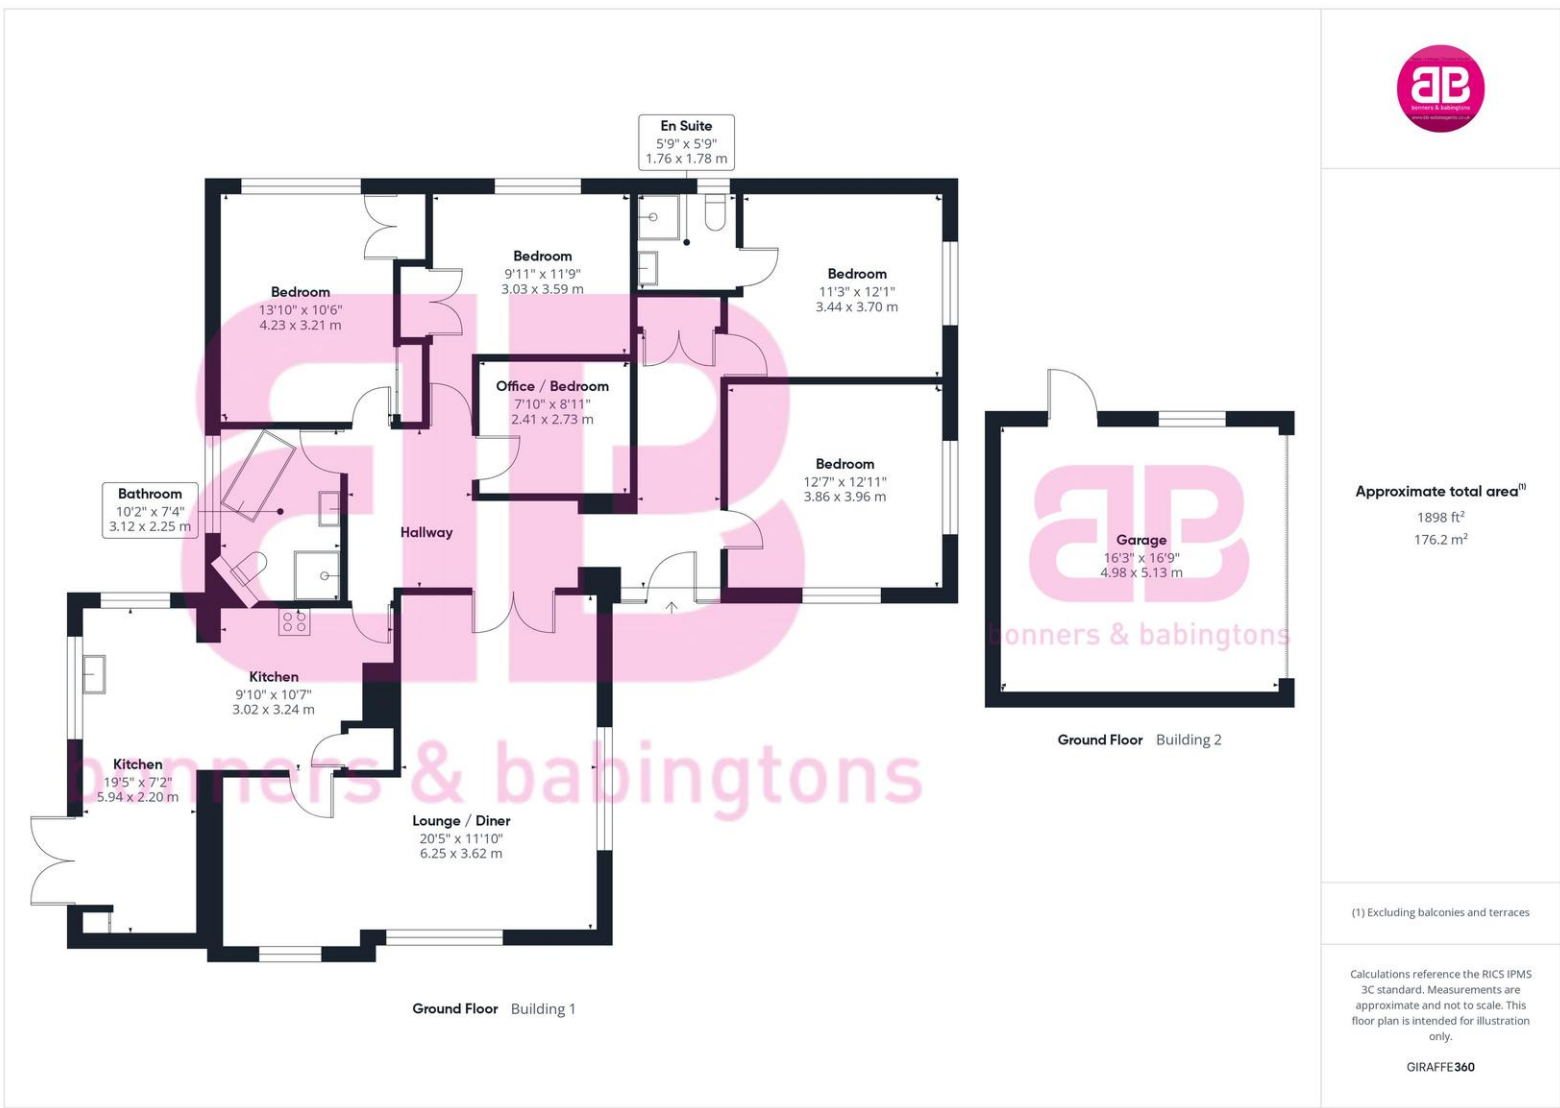 En Suite
5'9" x 5'9"
1.76 x 1.78 m
Bedroom
9'11" x 11'9"
3.03 x 3.59 m
Bedroom
11'3" x 12'1"
3.44 x 3.70 m
Bedroom
13'10" x 10'6"
4.23 x 3.21 m
Office / Bedroom
7'10" x 8'11"
2.41 x 2.73 m
Bedroom
12'7" x 12'11"
3.86 x 3.96 m
Bathroom
10'2" x 7'4"
3.12 x 2.25 m
Hallway
Kitchen
9'10" x 10'7"
3.02 x 3.24 m
Kitchen
19'5" x 7'2"
5.94 x 2.20 m
Lounge / Diner
20'5" x 11'10"
6.25 x 3.62 m
BB
bonners & babingtons
Ground Floor Building 1
Garage
16'3" x 16'9"
4.98 x 5.13 m
BB
bonners & babingtons
Ground Floor Building 2
BB
bonners & babingtons
Approximate total area⁽¹⁾
1898 ft²
176.2 m²
(1) Excluding balconies and terraces
Calculations reference the RICS IPMS
3C standard. Measurements are
approximate and not to scale. This
floor plan is intended for illustration
only.
GIRAFFE360